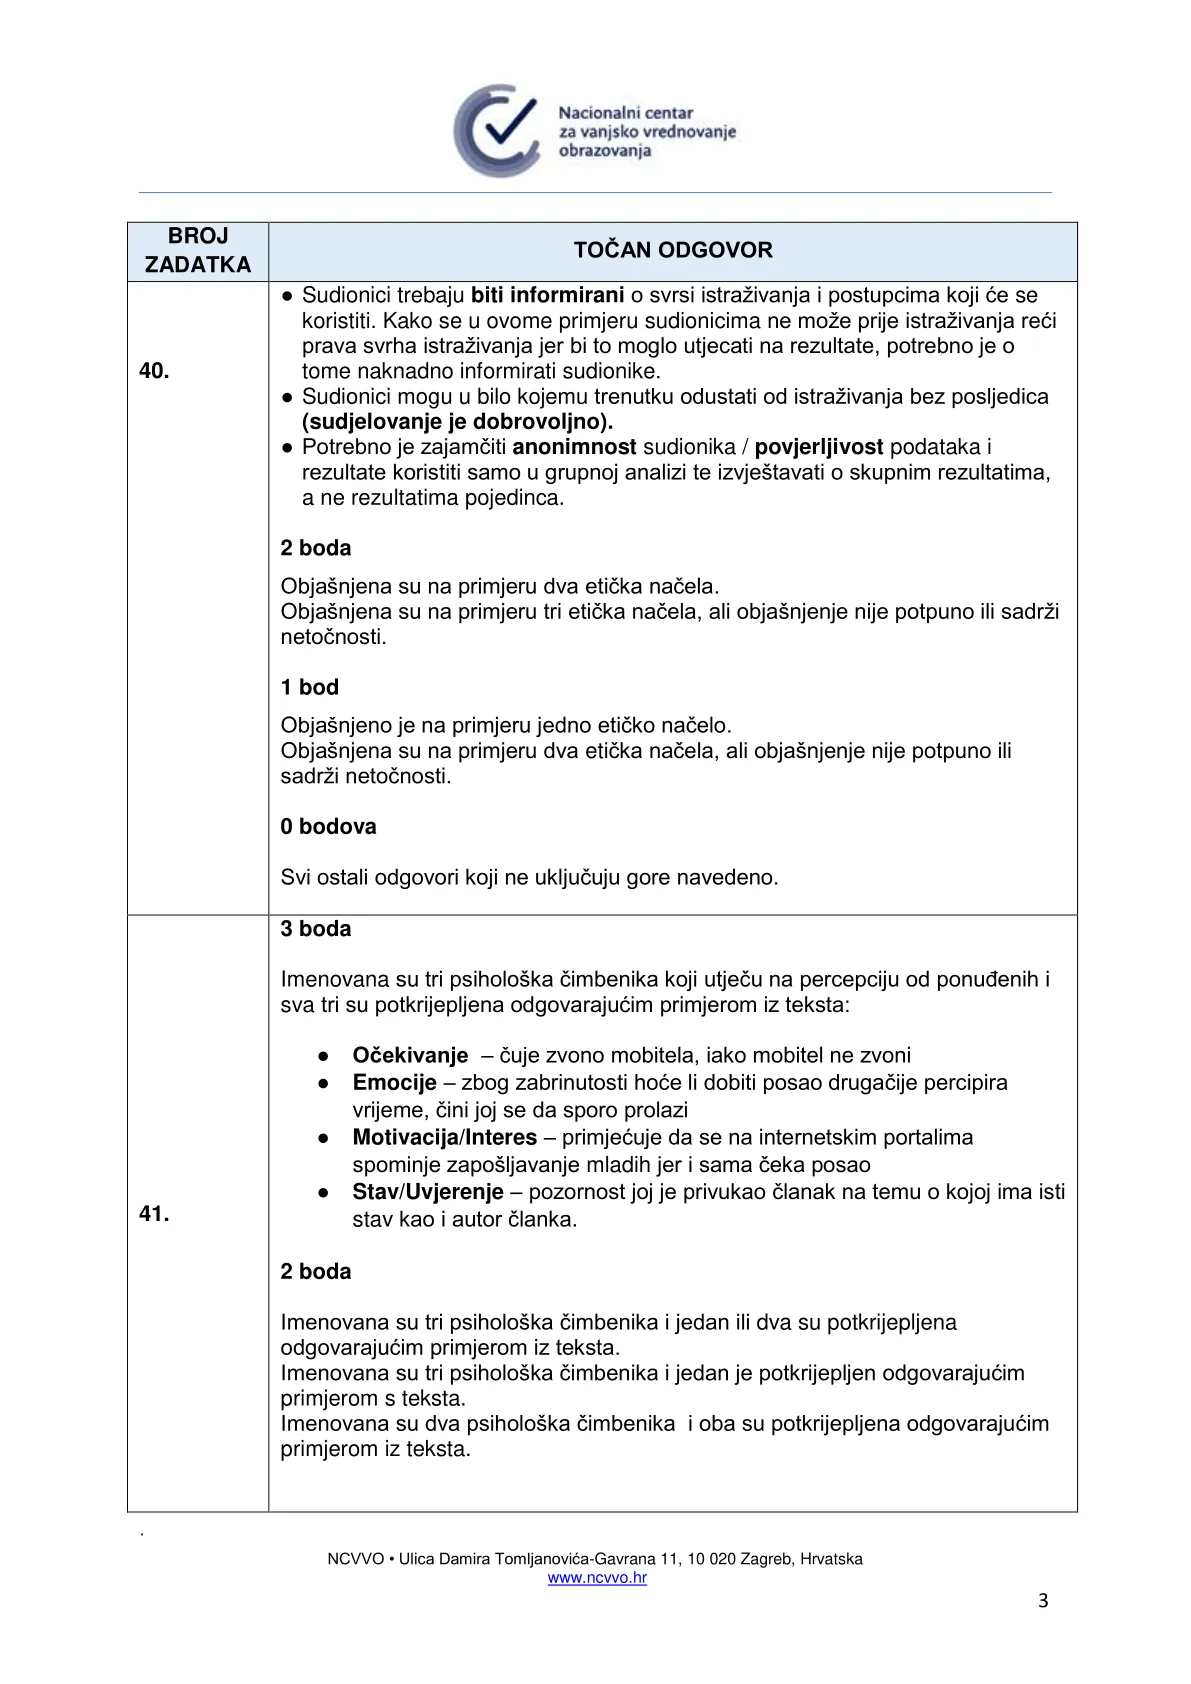 Nacionalni centar
za vanjsko vrednovanje
obrazovanja
BROJ
ZADATKA
TOČAN ODGOVOR
40.
● Sudionici trebaju biti informirani o svrsi istraživanja i postupcima koji će se
koristiti. Kako se u ovome primjeru sudionicima ne može prije istraživanja reći
prava svrha istraživanja jer bi to moglo utjecati na rezultate, potrebno je o
tome naknadno informirati sudionike.
● Sudionici mogu u bilo kojemu trenutku odustati od istraživanja bez posljedica
(sudjelovanje je dobrovoljno).
● Potrebno je zajamčiti anonimnost sudionika / povjerljivost podataka i
rezultate koristiti samo u grupnoj analizi te izvještavati o skupnim rezultatima,
a ne rezultatima pojedinca.
2 boda
Objašnjena su na primjeru dva etička načela.
Objašnjena su na primjeru tri etička načela, ali objašnjenje nije potpuno ili sadrži
netočnosti.
1 bod
Objašnjeno je na primjeru jedno etičko načelo.
Objašnjena su na primjeru dva etička načela, ali objašnjenje nije potpuno ili
sadrži netočnosti.
0 bodova
Svi ostali odgovori koji ne uključuju gore navedeno.
41.
3 boda
Imenovana su tri psihološka čimbenika koji utječu na percepciju od ponuđenih i
sva tri su potkrijepljena odgovarajućim primjerom iz teksta:
● Očekivanje – čuje zvono mobitela, iako mobitel ne zvoni
● Emocije – zbog zabrinutosti hoće li dobiti posao drugačije percipira
vrijeme, čini joj se da sporo prolazi
● Motivacija/Interes – primjećuje da se na internetskim portalima
spominje zapošljavanje mladih jer i sama čeka posao
● Stav/Uvjerenje – pozornost joj je privukao članak na temu o kojoj ima isti
stav kao i autor članka.
2 boda
Imenovana su tri psihološka čimbenika i jedan ili dva su potkrijepljena
odgovarajućim primjerom iz teksta.
Imenovana su tri psihološka čimbenika i jedan je potkrijepljen odgovarajućim
primjerom s teksta.
Imenovana su dva psihološka čimbenika i oba su potkrijepljena odgovarajućim
primjerom iz teksta.
.
NCVVO • Ulica Damira Tomljanovića-Gavrana 11, 10 020 Zagreb, Hrvatska
www.ncvvo.hr
3